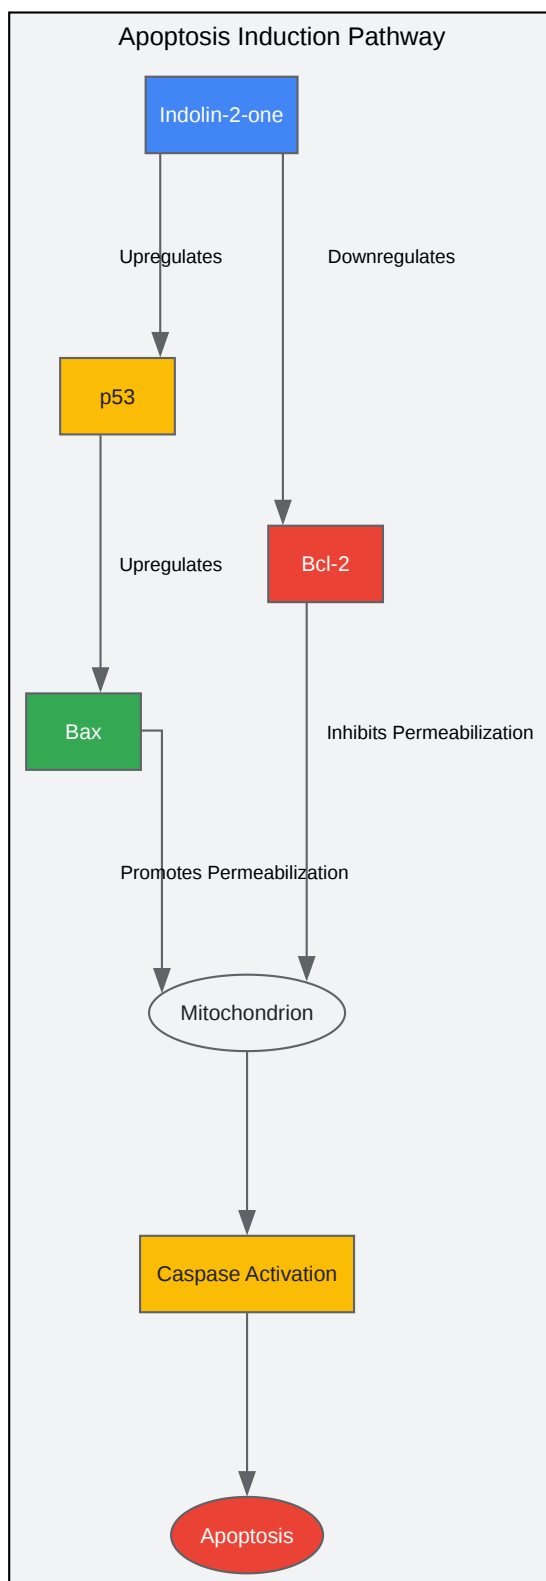 Apoptosis Induction Pathway
Indolin-2-one
Upregulates
Downregulates
p53
Upregulates
Bcl-2
Bax
Inhibits Permeabilization
Promotes Permeabilization
Mitochondrion
Caspase Activation
Apoptosis